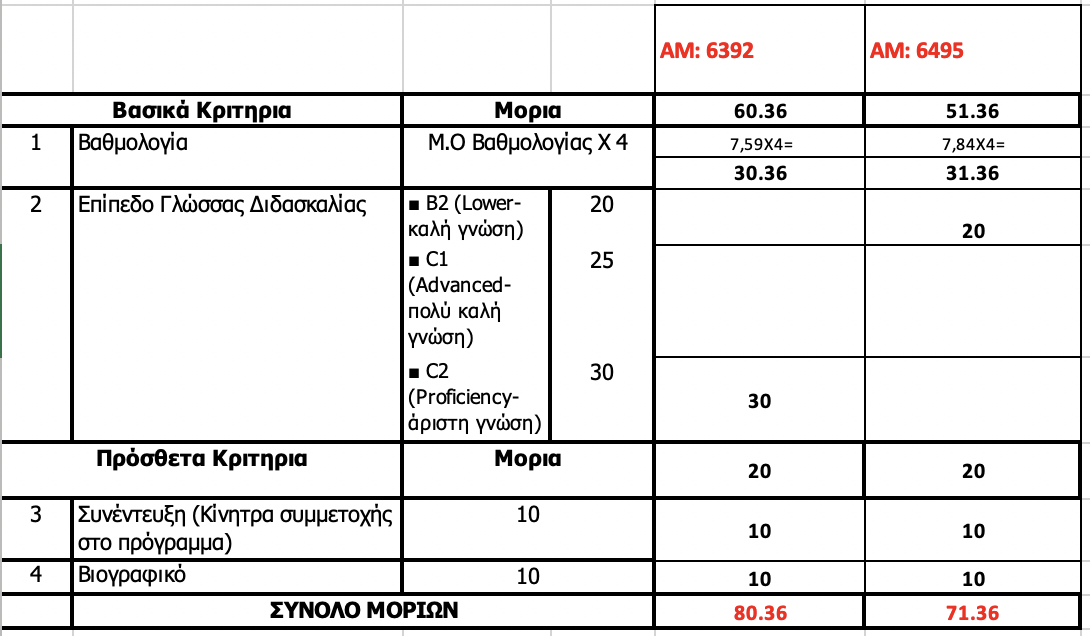 ΑΜ: 6392 ΑΜ: 6495
Βασικά Κριτηρια Μορια 60.36 51.36
1 Βαθμολογία Μ.Ο Βαθμολογίας Χ 4 7,59Χ4= 7,84Χ4=
30.36 31.36
2 Επίπεδο Γλώσσας Διδασκαλίας ■ B2 (Lower- 20
καλή γνώση) 20
■ C1 25
(Advanced-
πολύ καλή
γνώση)
■ C2 30
(Proficiency- 30
άριστη γνώση)
Πρόσθετα Κριτηρια Μορια 20 20
3 Συνέντευξη (Κίνητρα συμμετοχής 10 10 10
στο πρόγραμμα)
4 Βιογραφικό 10 10 10
ΣΥΝΟΛΟ ΜΟΡΙΩΝ 80.36 71.36